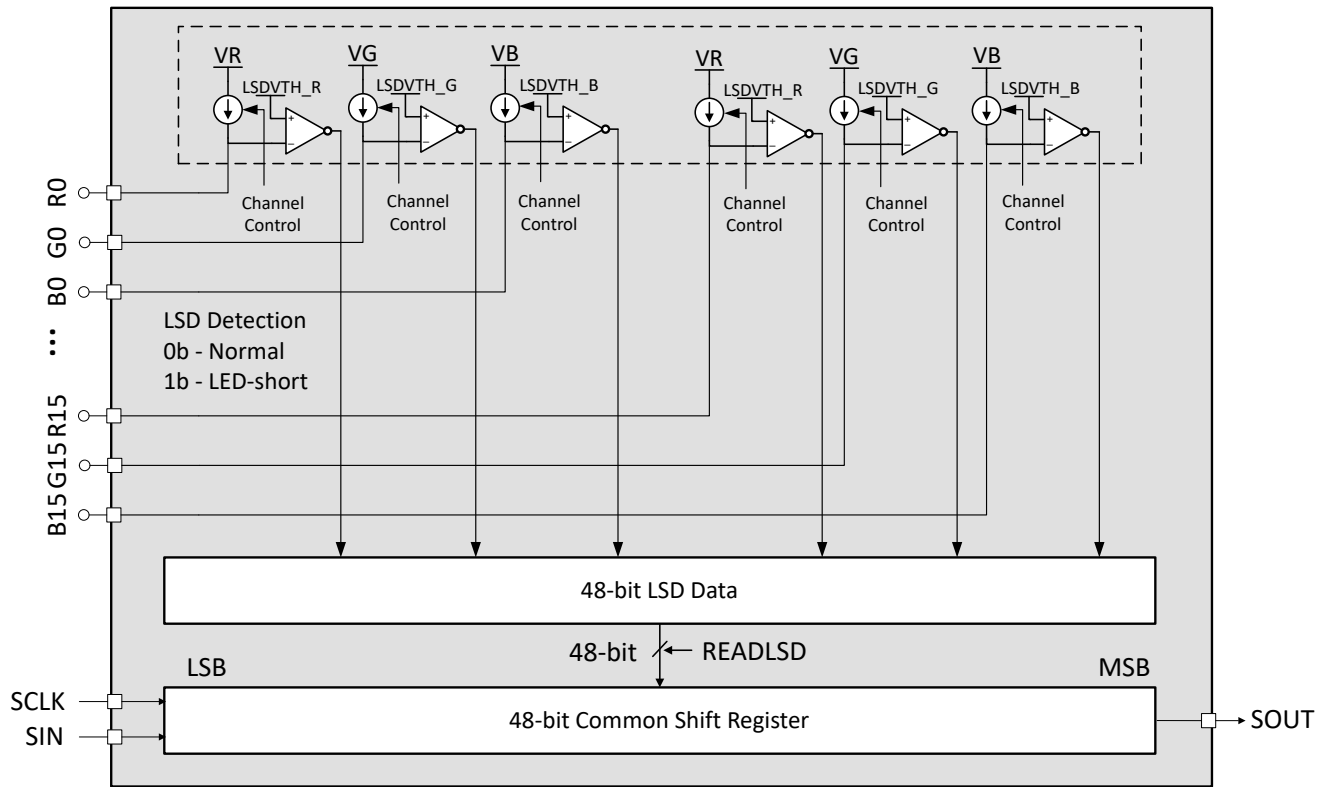 VR
VG
VB
VR
VG
VB
LSDVTH_R
LSDVTH_G
LSDVTH_B
LSDVTH_R
LSDVTH_G
LSDVTH_B
+
−
+
−
+
−
+
−
+
−
+
−
Channel
Control
Channel
Control
Channel
Control
Channel
Control
Channel
Control
Channel
Control
R0
G0
B0
...
LSD Detection
0b - Normal
1b - LED-short
R15
G15
B15
48-bit LSD Data
48-bit
READLSD
LSB
MSB
SCLK
SIN
48-bit Common Shift Register
SOUT